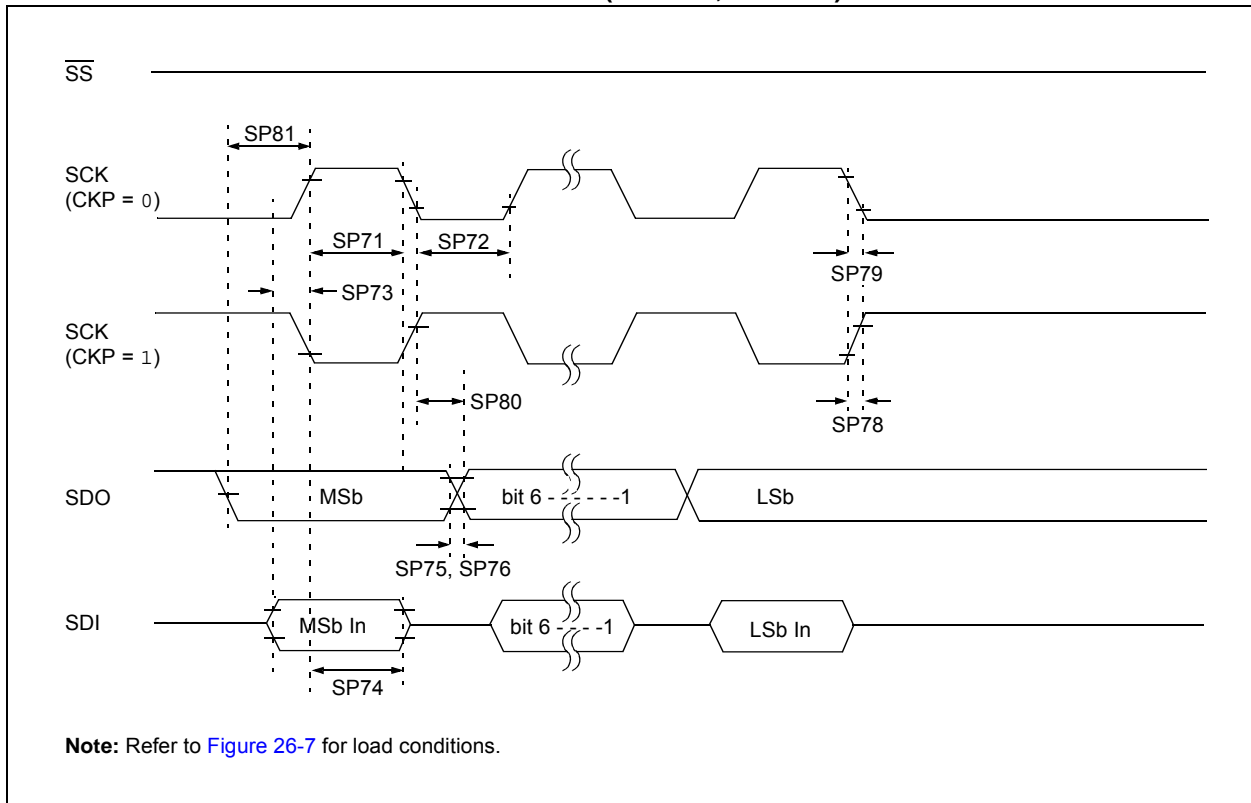 SS
SP81
SCK
(CKP = 0)
SP71
SP72
SP79
SP73
SCK
(CKP = 1)
SP80
SP78
SDO
MSb
bit 6 - - - - - -1
LSb
SP75, SP76
SDI
MSb In
bit 6 - - - -1
LSb In
SP74
Note: Refer to Figure 26-7 for load conditions.